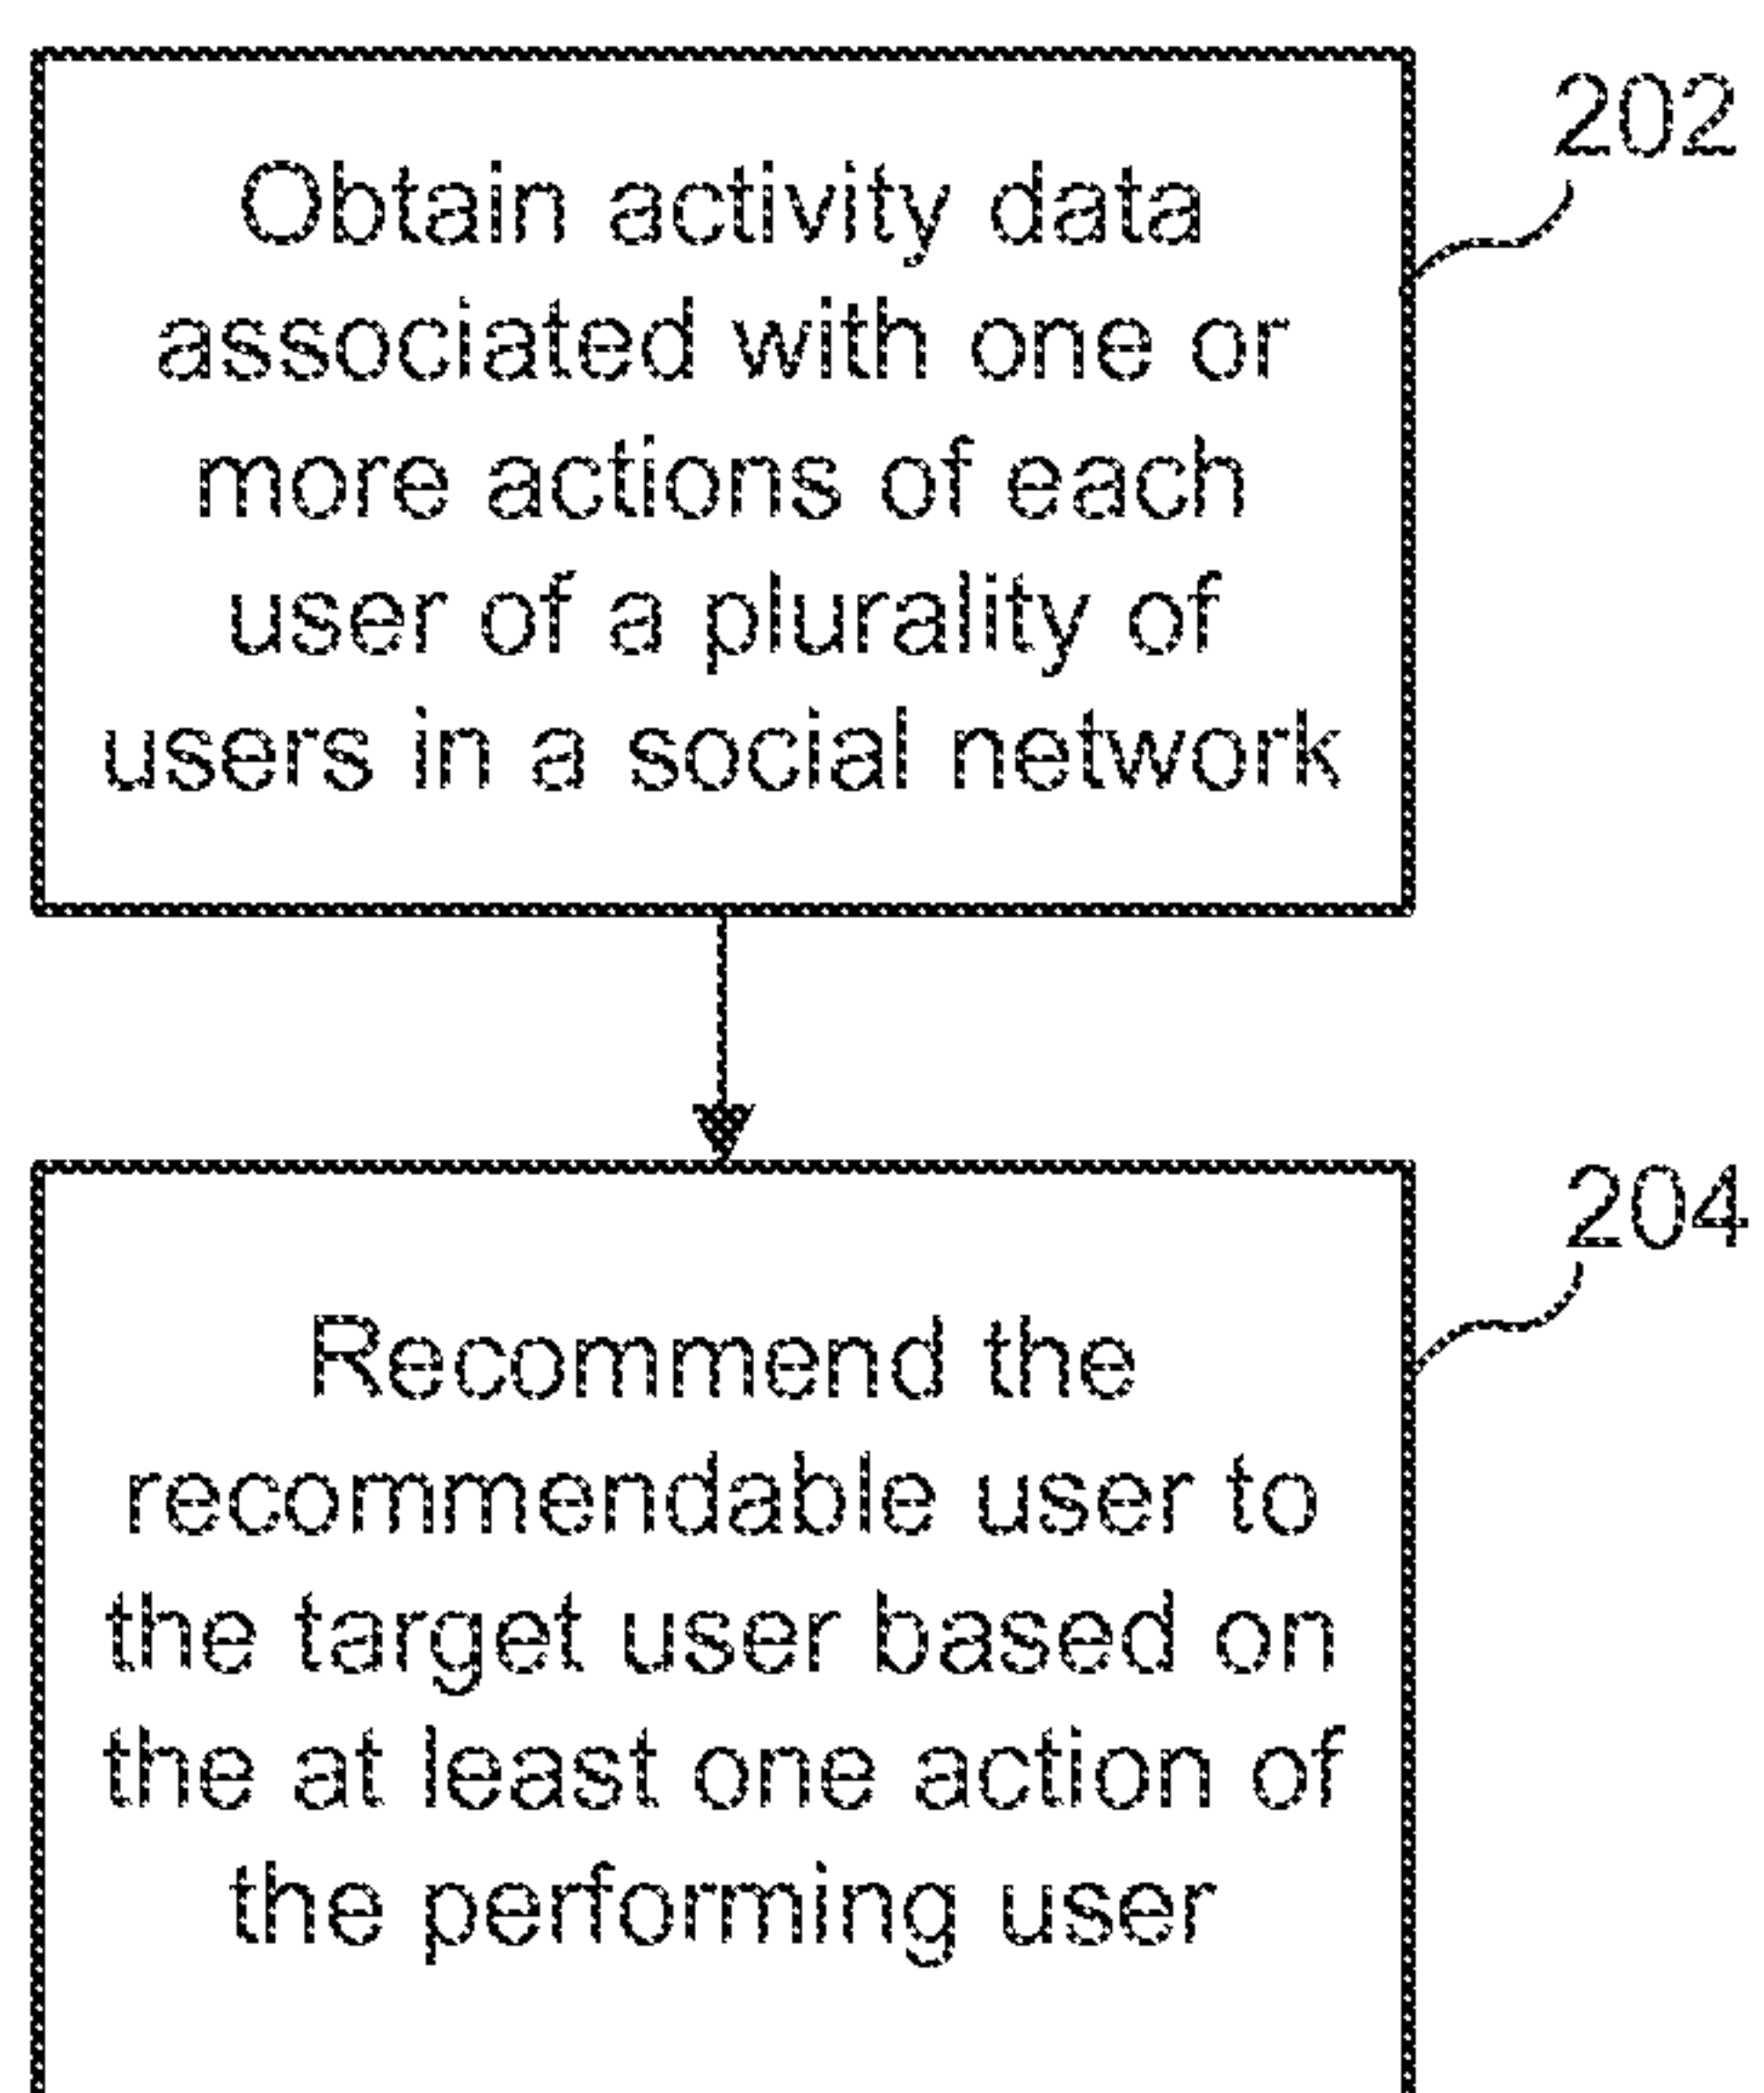 202
Obtain activity data
associated with one or
more actions of each
user of a plurality of
users in a social network
204
Recommend the
recommendable user to
the target user based on
the at least one action of
the performing user